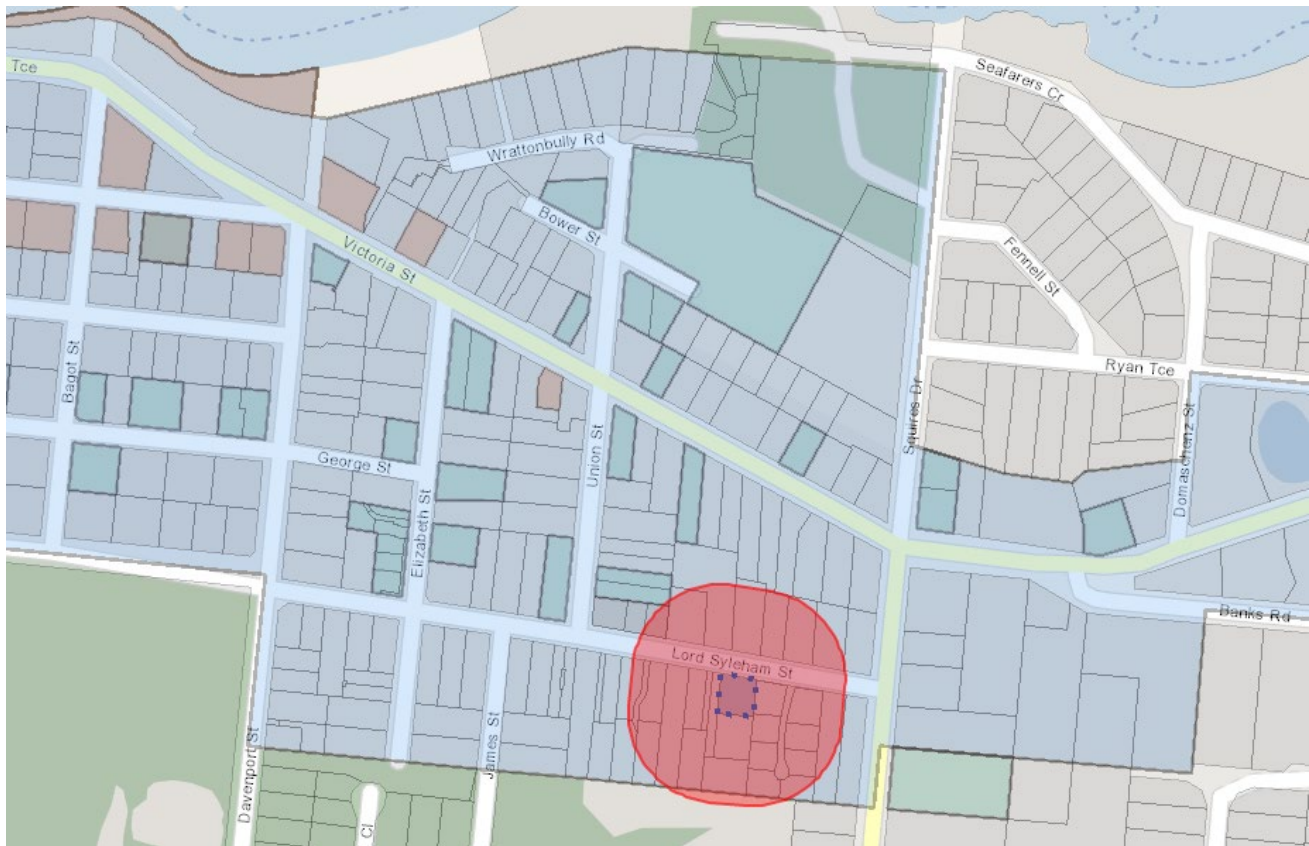 Tce
Seafarers Cr
Wrattonbully Rd
Bower St
Victoria St
Fennell St
Ryan Tce
Bagot St
Squires Dr
Domaschenz St
George St
Union St
Elizabeth St
Banks Rd
Lord Syleham St
James St
Davenport St
Cl